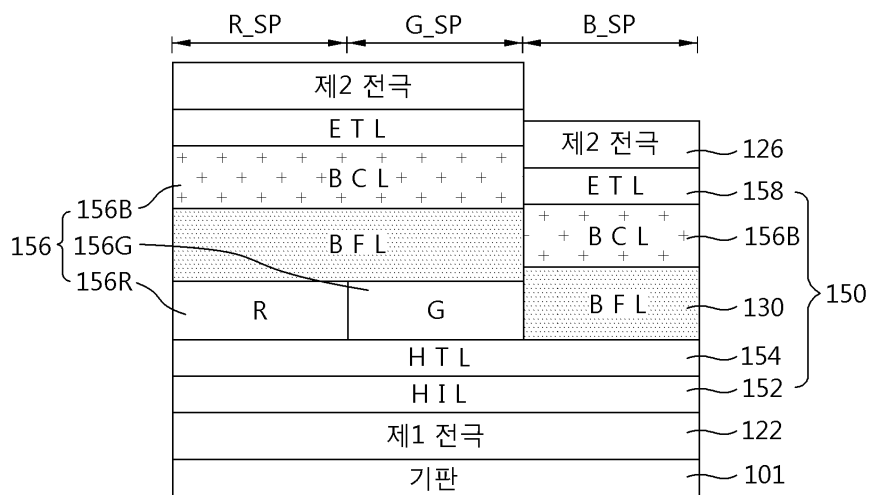 R_SP G_SP B_SP
제2 전극
E T L
제2 전극 126
B C L
E T L 158
156B
B C L 156B
156 156G
B F L
150
156R
R G
B F L 130
H T L 154
H I L 152
제1 전극 122
기판 101